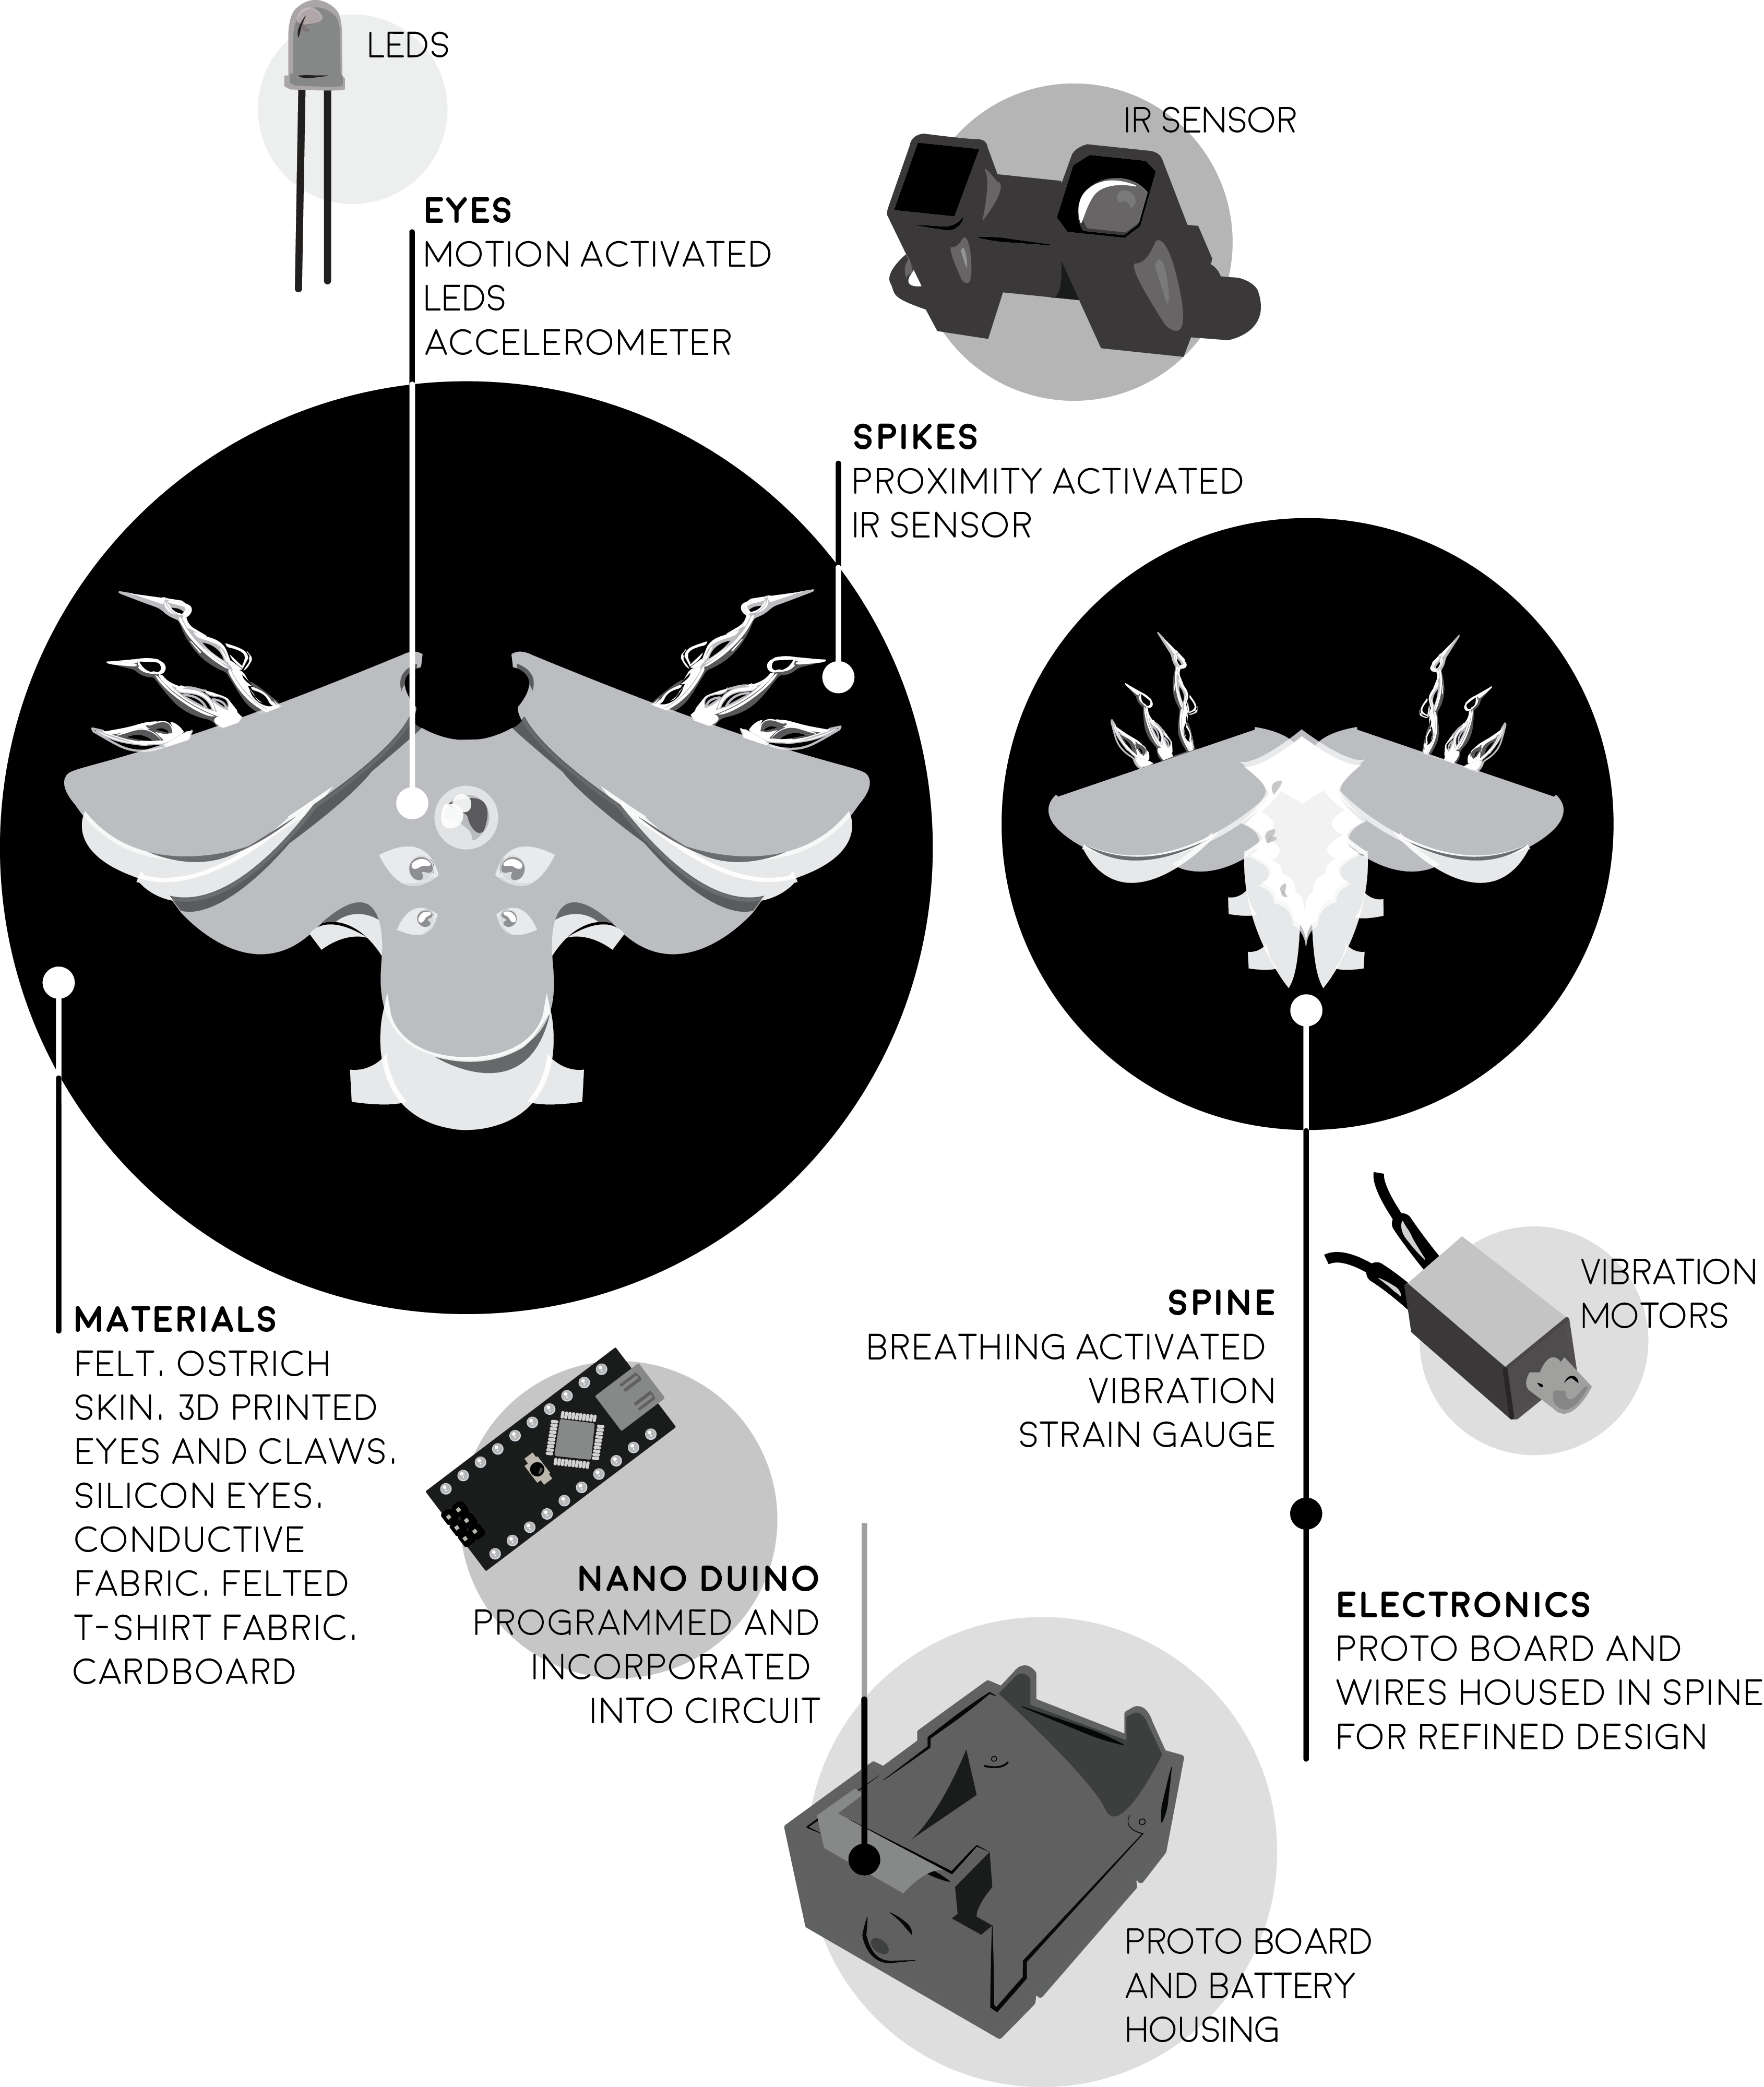 LEDS
IR SENSOR
EYES
MOTION ACTIVATED
LEDS
ACCELEROMETER
SPIKES
PROXIMITY ACTIVATED
IR SENSOR
VIBRATION
MOTORS
SPINE
BREATHING ACTIVATED
VIBRATION
STRAIN GAUGE
MATERIALS
FELT, OSTRICH
SKIN, 3D PRINTED
EYES AND CLAWS,
SILICON EYES,
CONDUCTIVE
FABRIC, FELTED
T-SHIRT FABRIC,
CARDBOARD
NANO DUINO
PROGRAMMED AND
INCORPORATED
INTO CIRCUIT
ELECTRONICS
PROTO BOARD AND
WIRES HOUSED IN SPINE
FOR REFINED DESIGN
PROTO BOARD
AND BATTERY
HOUSING